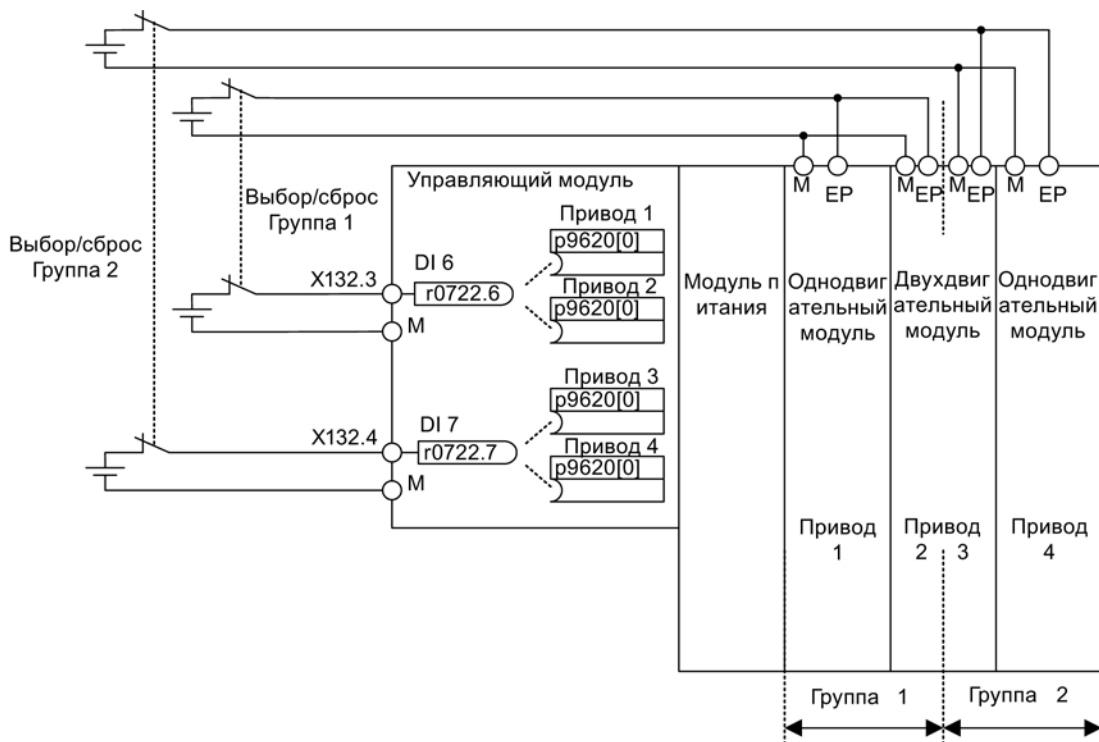 M
EP
M
EP
M
EP
M
EP
Управляющий модуль
Выбор/сброс
Группа 1
Выбор/сброс
Группа 2
Привод 1
p9620[0]
X132.3
DI 6
r0722.6
M
Привод 2
p9620[0]
Привод 3
p9620[0]
X132.4
DI 7
r0722.7
M
Привод 4
p9620[0]
Модуль п
итания
Однодвиг
ательный
модуль
Двухдвиг
ательный
модуль
Однодвиг
ательный
модуль
Привод
1
Привод
2 3
Привод
4
Группа 1
Группа 2